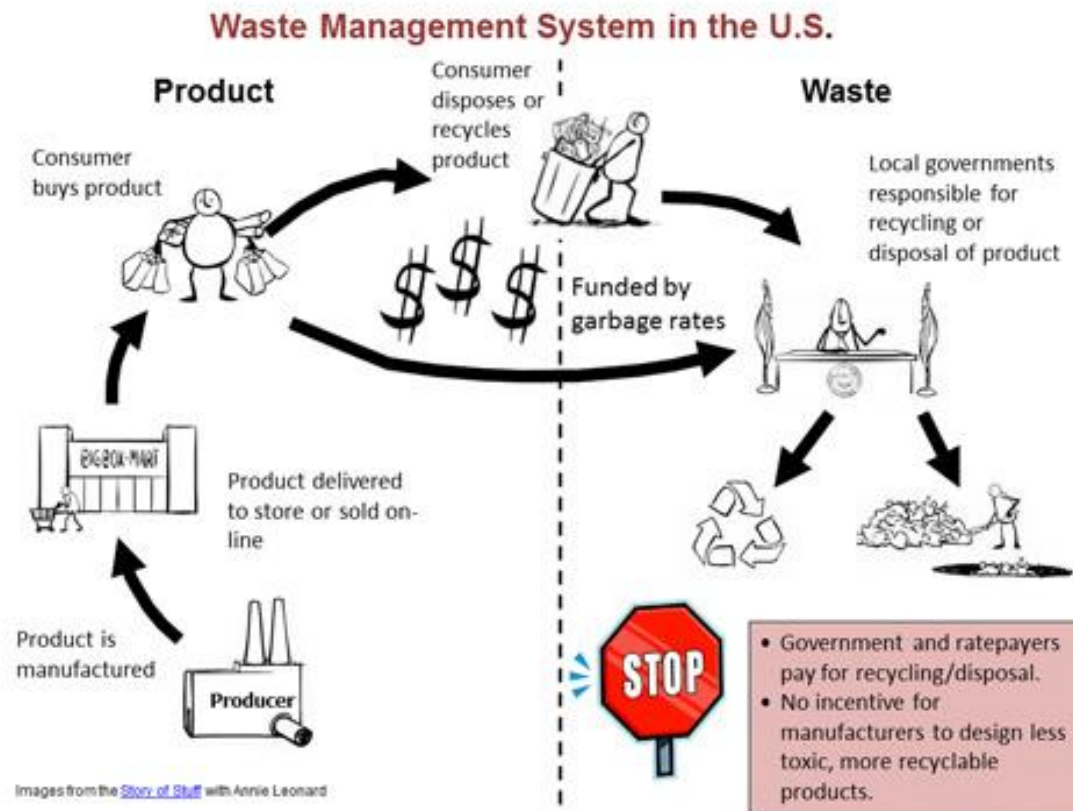 Waste Management System in the U.S.
Product
Consumer
disposes or
recycles
product
Waste
Consumer
buys product
Local governments
responsible for
recycling or
disposal of product
$ $ $
Funded by
garbage rates
BIG BOX-MART
Product delivered
to store or sold on-
line
Product is
manufactured
Producer
STOP
• Government and ratepayers
pay for recycling/disposal.
• No incentive for
manufacturers to design less
toxic, more recyclable
products.
Images from the Story of Stuff with Annie Leonard